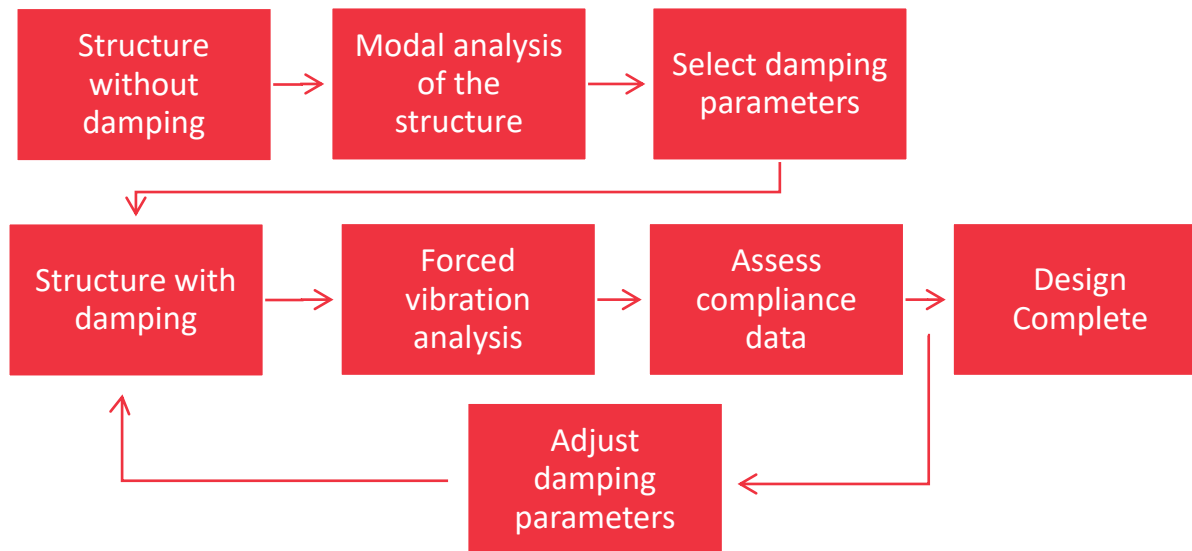 Structure
without
damping
Modal analysis
of the
structure
Select damping
parameters
Structure with
damping
Forced
vibration
analysis
Assess
compliance
data
Design
Complete
Adjust
damping
parameters